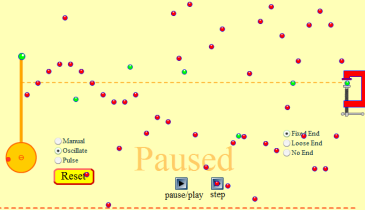 Manual
Oscillate
Pulse
Reset
Paused
pause/play
step
Fixed End
Loose End
No End